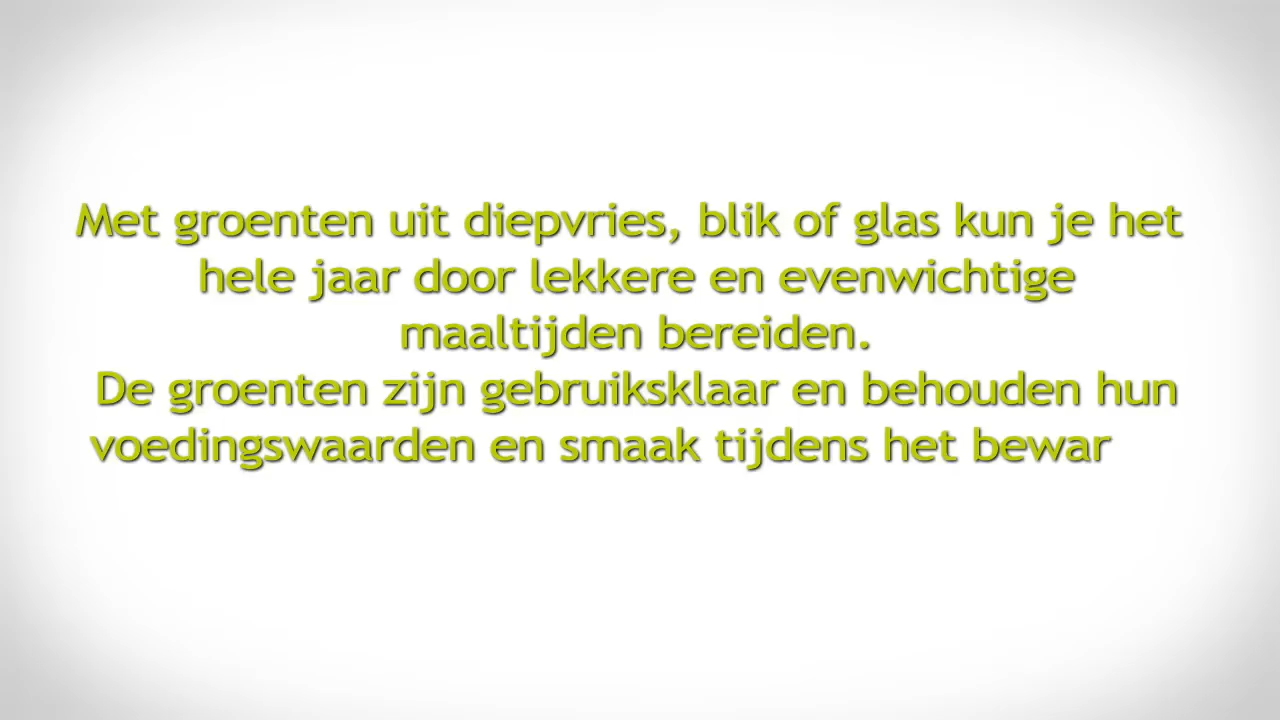 Met groenten uit diepvries, blik of glas kun je het
hele jaar door lekkere en evenwichtige
maaltijden bereiden.
De groenten zijn gebruiksklaar en behouden hun
voedingswaarden en smaak tijdens het bewar